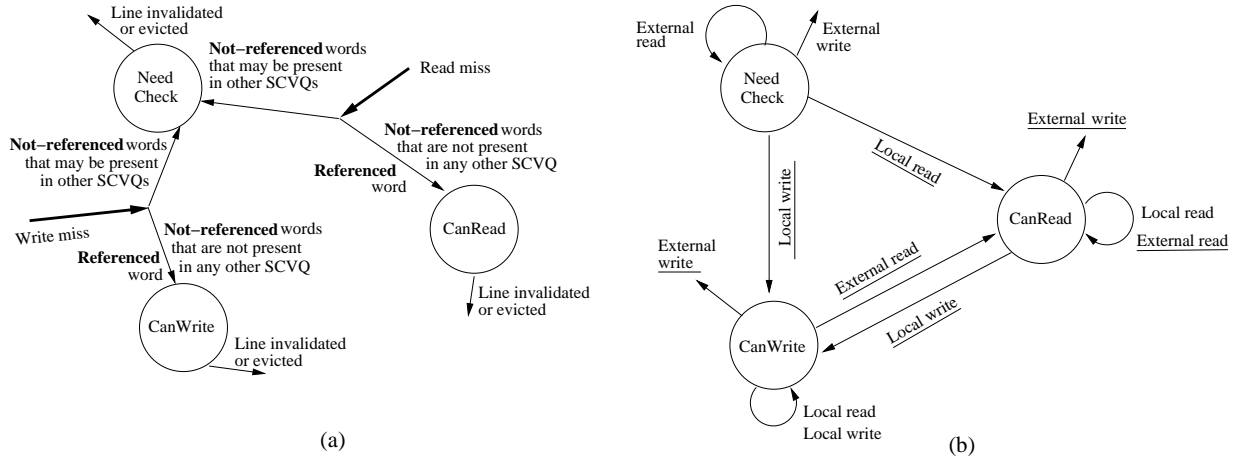 Line invalidated
or evicted
Not−referenced words
that may be present
in other SCVQs
Read miss
Need
Check
Not−referenced words
that may be present
in other SCVQs
Not−referenced words
that are not present
in any other SCVQ
Referenced
word
Write miss
Not−referenced words
that are not present
in any other SCVQ
Referenced
word
CanRead
Line invalidated
or evicted
CanWrite
Line invalidated
or evicted
(a)
External
read
External
write
Need
Check
External write
Local read
Local write
CanRead
Local read
External read
External
write
External read
Local write
CanWrite
Local read
Local write
(b)